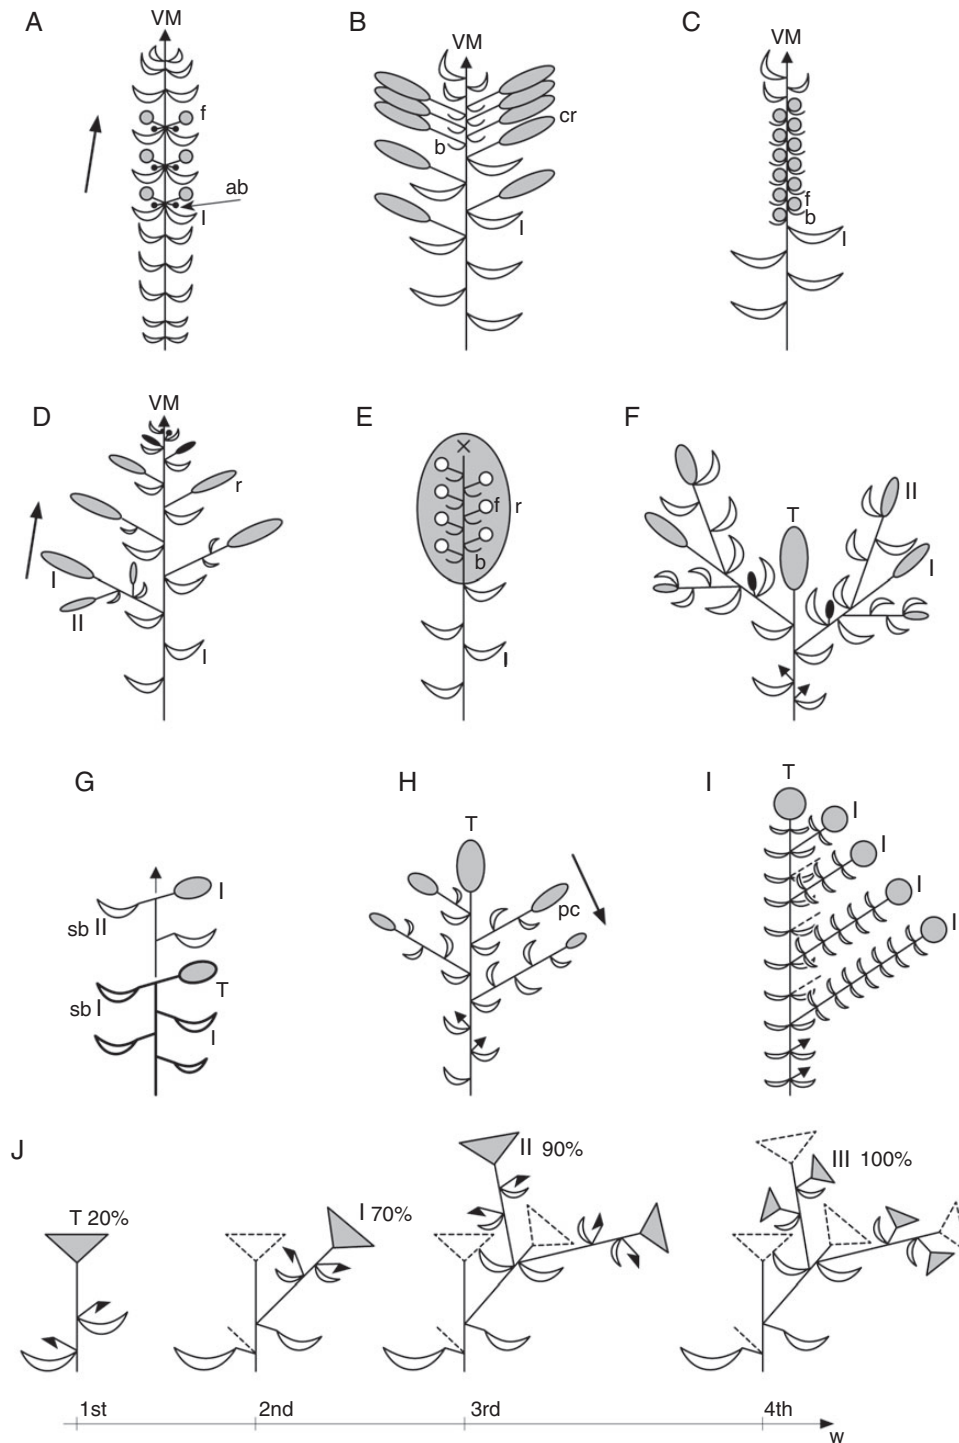 A
VM
f
ab
l
B
VM
cr
b
l
C
VM
f
b
l
D
VM
r
I
II
l
E
f
r
b
l
F
T
II
I
G
I
sb II
T
sb I
l
H
T
pc
I
T
I
I
I
I
J
T 20%
I 70%
II 90%
III 100%
1st
2nd
3rd
4th
w